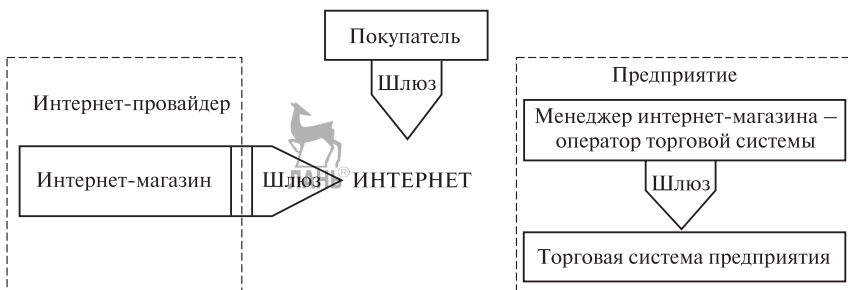 Покупатель
Шлюз
Интернет-провайдер
Интернет-магазин
Шлюз
ЛАНЬ®
ИНТЕРНЕТ
Предприятие
Менеджер интернет-магазина –
оператор торговой системы
Шлюз
Торговая система предприятия